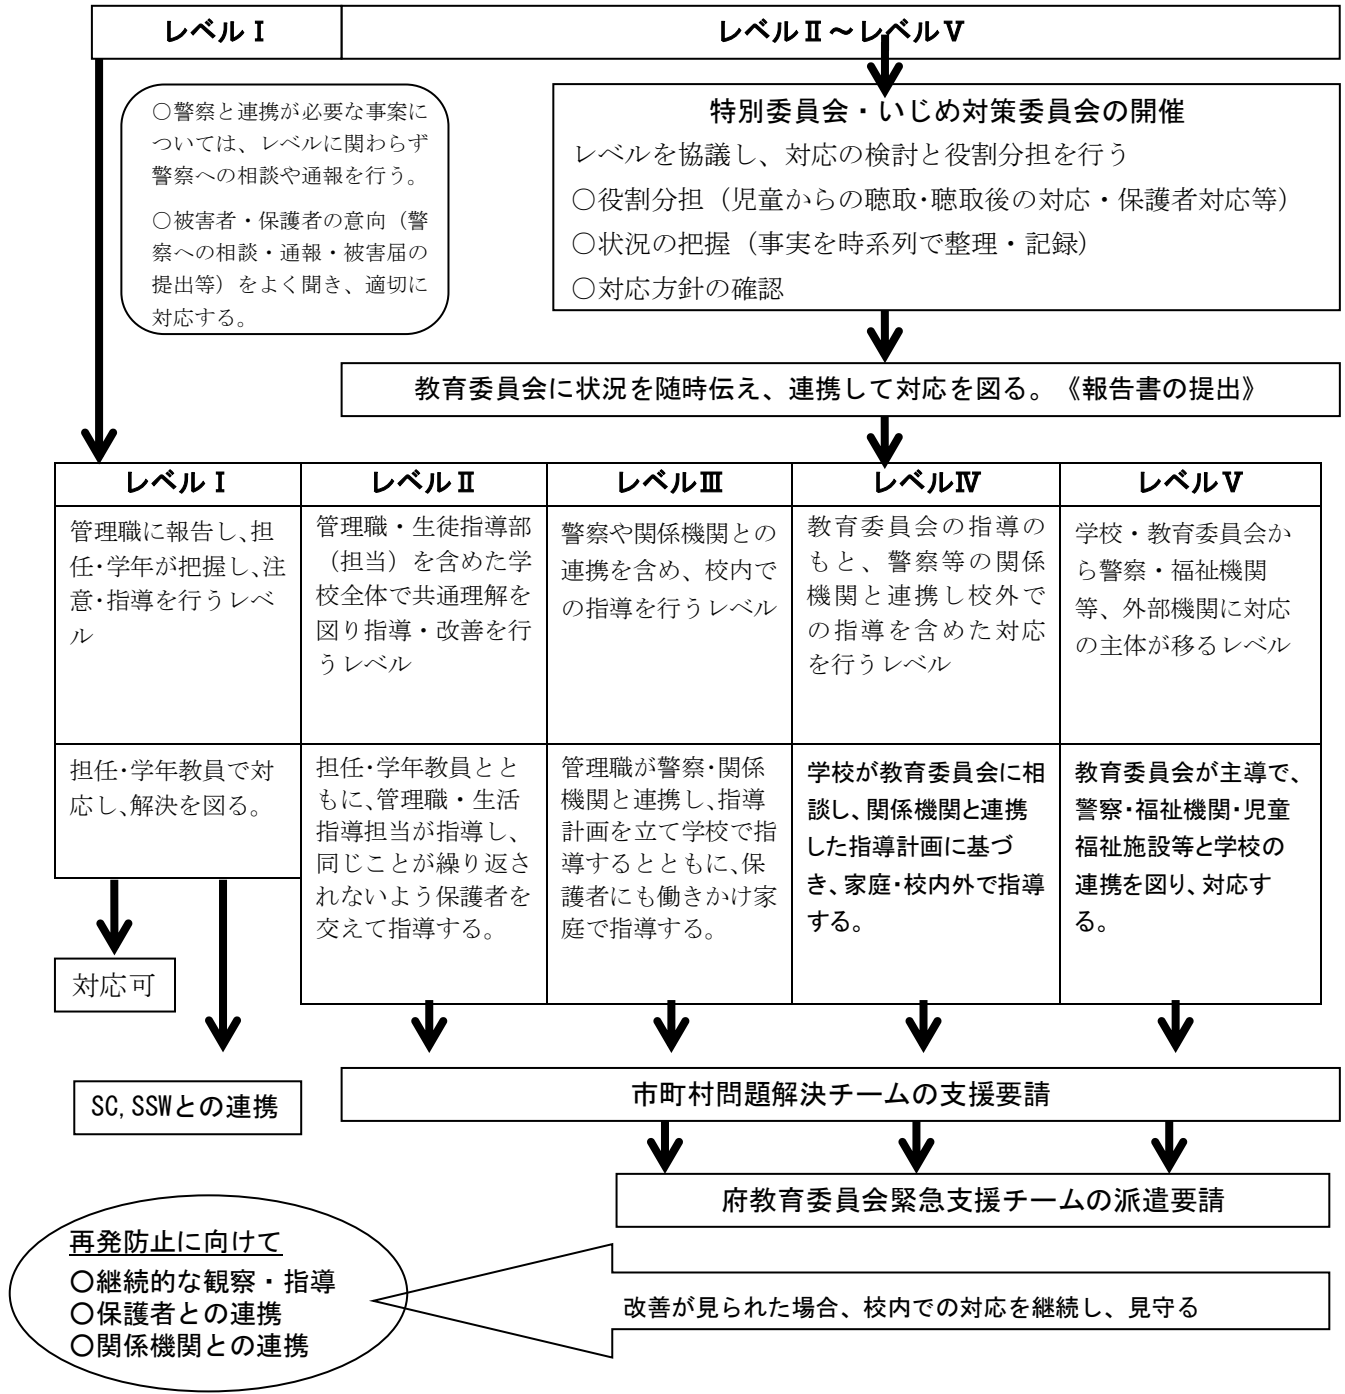 レベルⅠ
レベルⅡ～レベルⅤ
○警察と連携が必要な事案に
ついては、レベルに関わらず
警察への相談や通報を行う。
○被害者・保護者の意向（警
察への相談・通報・被害届の
提出等）をよく聞き、適切に
対応する。
特別委員会・いじめ対策委員会の開催
レベルを協議し、対応の検討と役割分担を行う
○役割分担（児童からの聴取･聴取後の対応・保護者対応等）
○状況の把握（事実を時系列で整理・記録）
○対応方針の確認
教育委員会に状況を随時伝え、連携して対応を図る。《報告書の提出》
レベルⅠ
管理職に報告し､担
任･学年が把握し､注
意･指導を行うレベ
ル
担任･学年教員で対
応し､解決を図る。
レベルⅡ
管理職・生徒指導部
（担当）を含めた学
校全体で共通理解を
図り指導・改善を行
うレベル
担任･学年教員とと
もに､管理職・生活
指導担当が指導し、
同じことが繰り返さ
れないよう保護者を
交えて指導する。
レベルⅢ
警察や関係機関との
連携を含め、校内で
の指導を行うレベル
管理職が警察･関係
機関と連携し､指導
計画を立て学校で指
導するとともに､保
護者にも働きかけ家
庭で指導する。
レベルⅣ
教育委員会の指導の
もと、警察等の関係
機関と連携し校外で
の指導を含めた対応
を行うレベル
学校が教育委員会に相
談し､関係機関と連携
した指導計画に基づ
き､家庭･校内外で指導
する。
レベルⅤ
学校・教育委員会か
ら警察・福祉機関
等、外部機関に対応
の主体が移るレベル
教育委員会が主導で、
警察･福祉機関･児童
福祉施設等と学校の
連携を図り､対応す
る。
対応可
SC,SSWとの連携
市町村問題解決チームの支援要請
府教育委員会緊急支援チームの派遣要請
再発防止に向けて
○継続的な観察・指導
○保護者との連携
○関係機関との連携
改善が見られた場合、校内での対応を継続し、見守る